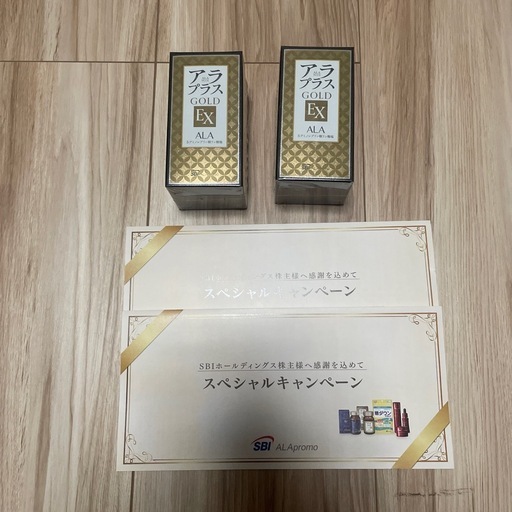 アラ
プラス
GOLD
EX
ALA
アラ
プラス
GOLD
EX
ALA
SBIホールディングス株主様へ感謝を込めて
スペシャルキャンペーン
SBIホールディングス株主様へ感謝を込めて
スペシャルキャンペーン
SBI ALApromo